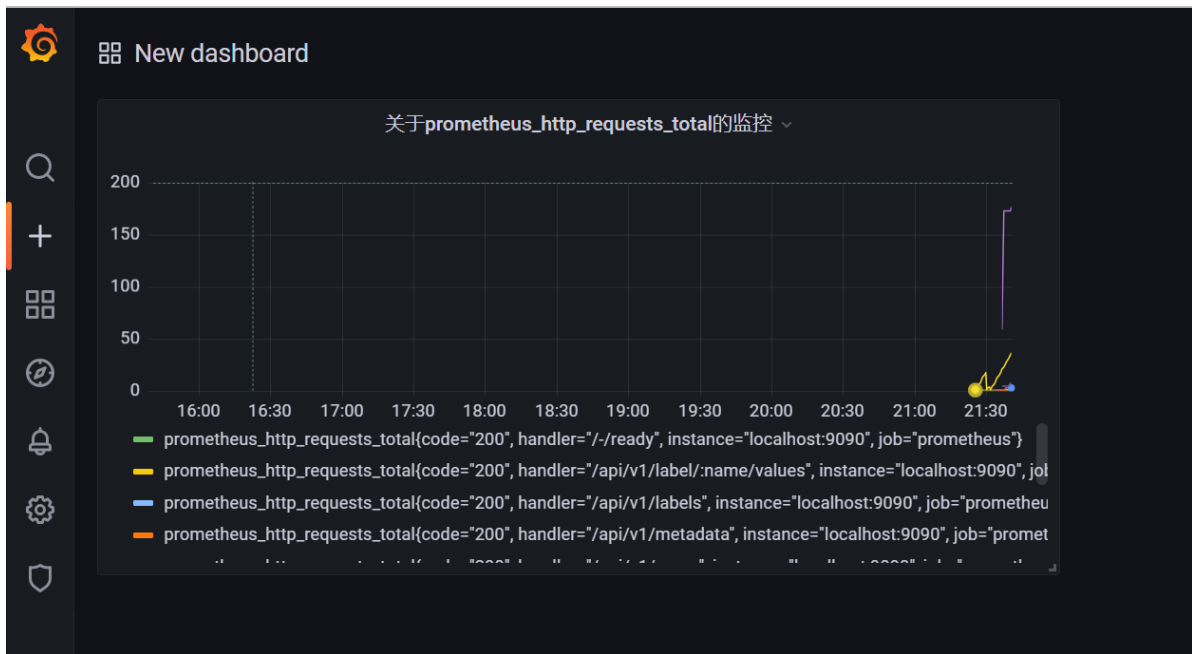 New dashboard
关于prometheus_http_requests_total的监控
200
150
100
50
0
16:00 16:30 17:00 17:30 18:00 18:30 19:00 19:30 20:00 20:30 21:00 21:30
prometheus_http_requests_total{code="200", handler="/-/ready", instance="localhost:9090", job="prometheus"}
prometheus_http_requests_total{code="200", handler="/api/v1/label/:name/values", instance="localhost:9090", jol
prometheus_http_requests_total{code="200", handler="/api/v1/labels", instance="localhost:9090", job="prometheu
prometheus_http_requests_total{code="200", handler="/api/v1/metadata", instance="localhost:9090", job="promet